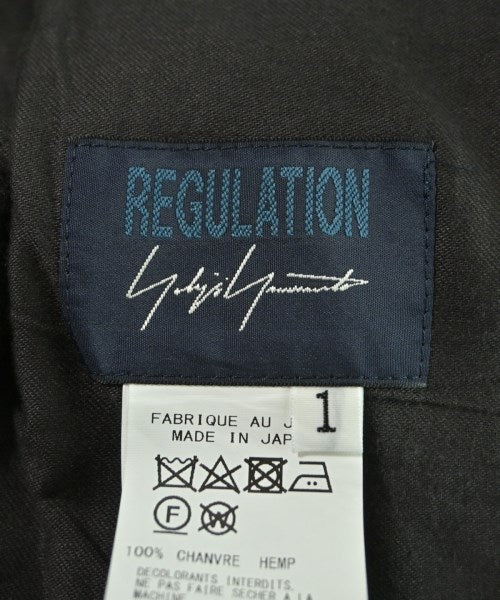 REGULATION
Yohji Yamamoto
1
FABRIQUE AU J
MADE IN JAP
F
W
100% CHANVRE HEMP
DECOLORANTS INTERDITS
NE PAS FAIRE SECHER A LA
MACHINE